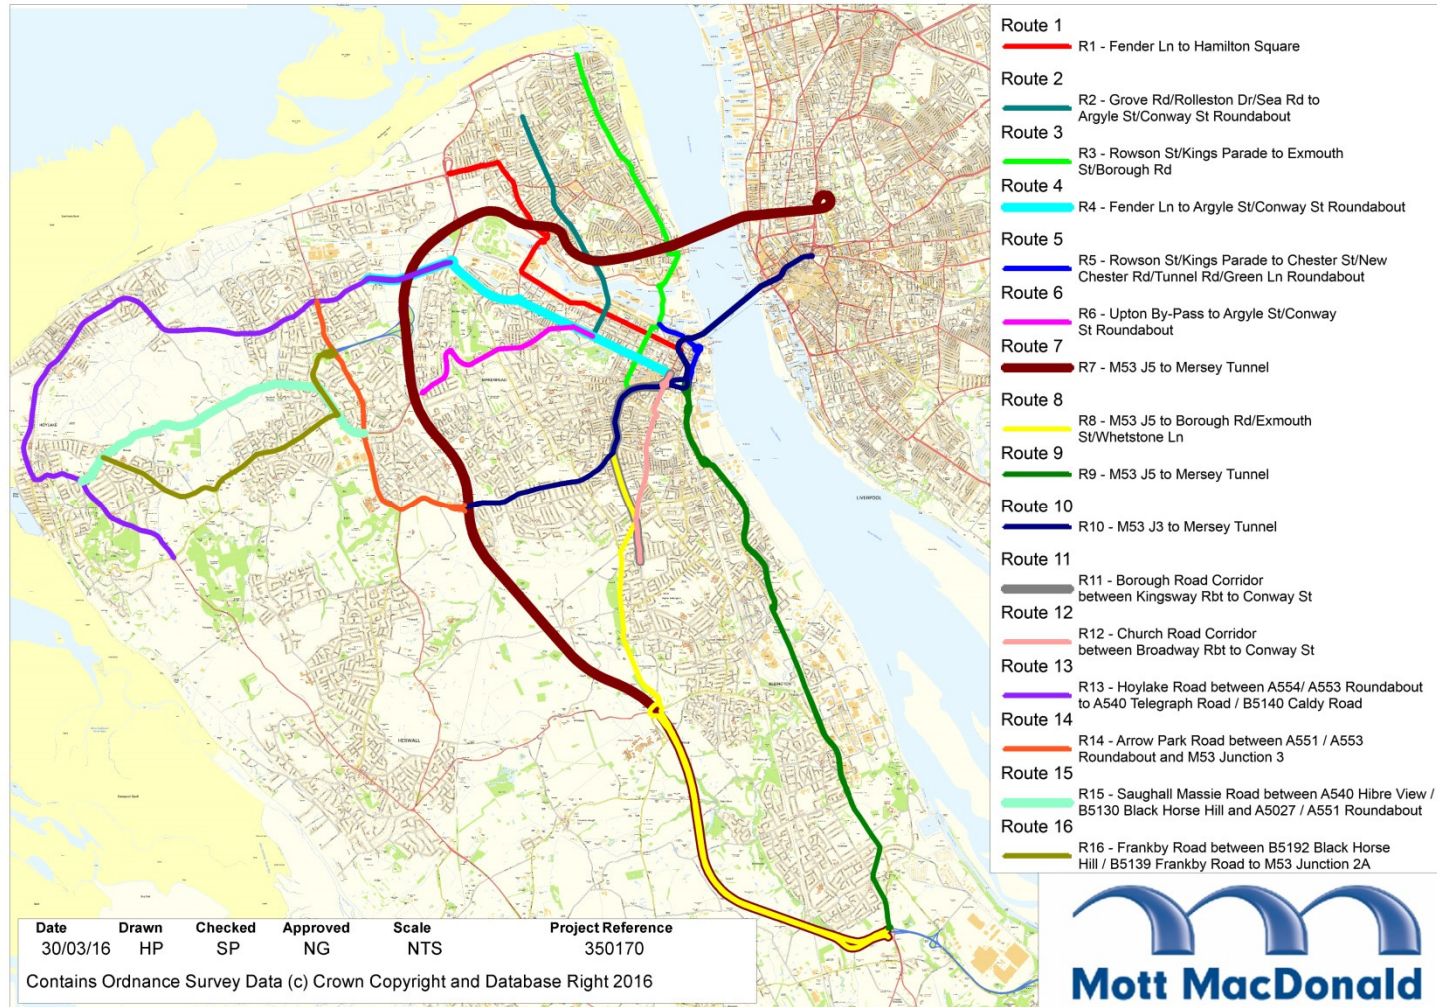 Route 1
R1 - Fender Ln to Hamilton Square
Route 2
R2 - Grove Rd/Rolleston Dr/Sea Rd to
Argyle St/Conway St Roundabout
Route 3
R3 - Rowson St/Kings Parade to Exmouth
St/Borough Rd
Route 4
R4 - Fender Ln to Argyle St/Conway St Roundabout
Route 5
R5 - Rowson St/Kings Parade to Chester St/New
Chester Rd/Tunnel Rd/Green Ln Roundabout
Route 6
R6 - Upton By-Pass to Argyle St/Conway
St Roundabout
Route 7
R7 - M53 J5 to Mersey Tunnel
Route 8
R8 - M53 J5 to Borough Rd/Exmouth
St/Whetstone Ln
Route 9
R9 - M53 J5 to Mersey Tunnel
Route 10
R10 - M53 J3 to Mersey Tunnel
Route 11
R11 - Borough Road Corridor
between Kingsway Rbt to Conway St
Route 12
R12 - Church Road Corridor
between Broadway Rbt to Conway St
Route 13
R13 - Hoylake Road between A554/ A553 Roundabout
to A540 Telegraph Road / B5140 Caldy Road
Route 14
R14 - Arrow Park Road between A551 / A553
Roundabout and M53 Junction 3
Route 15
R15 - Saughall Massie Road between A540 Hibre View /
B5130 Black Horse Hill and A5027 / A551 Roundabout
Route 16
R16 - Frankby Road between B5192 Black Horse
Hill / B5139 Frankby Road to M53 Junction 2A
HOYLAKE
BIRKENHEAD
LIVERPOOL
BEBINGTON
HESWALL
Date Drawn Checked Approved Scale Project Reference
30/03/16 HP SP NG NTS 350170
Contains Ordnance Survey Data (c) Crown Copyright and Database Right 2016
Mott MacDonald